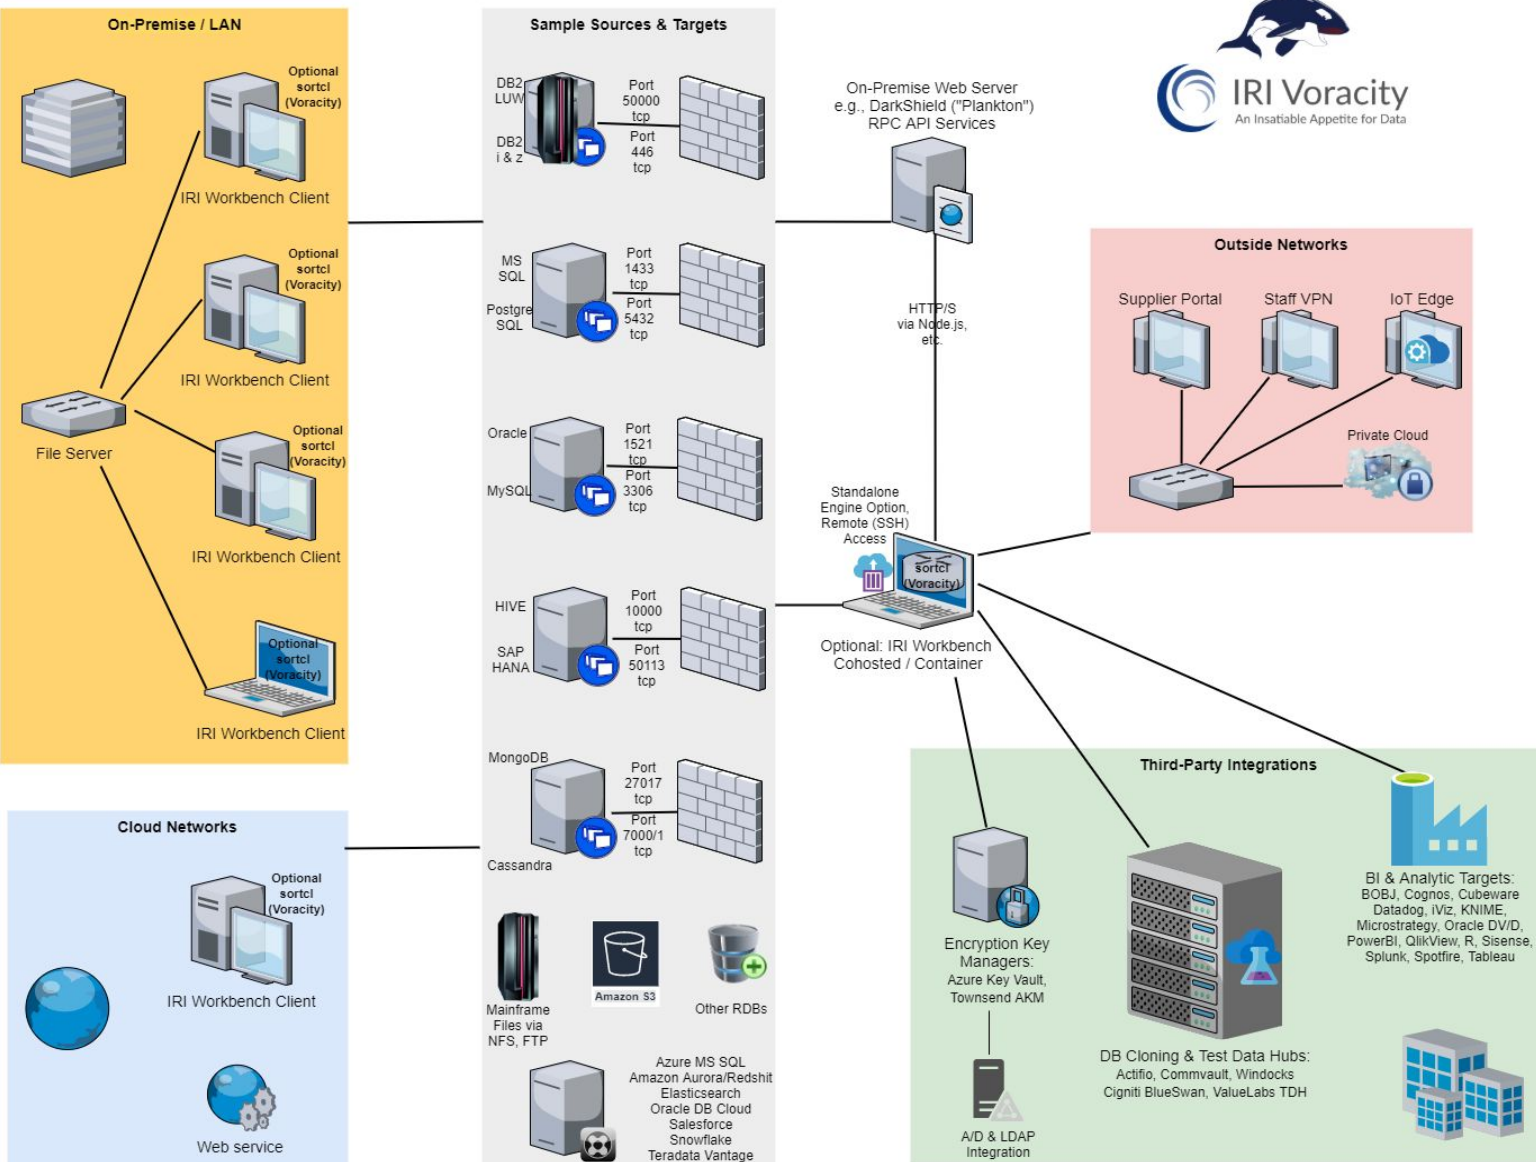 On-Premise / LAN
Optional
sortcl
(Voracity)
IRI Workbench Client
Optional
sortcl
(Voracity)
IRI Workbench Client
Optional
sortcl
(Voracity)
File Server
IRI Workbench Client
Optional
sortcl
(Voracity)
IRI Workbench Client
Cloud Networks
Optional
sortcl
(Voracity)
IRI Workbench Client
Web service
Sample Sources & Targets
DB2
LUW
DB2
i & z
Port
50000
tcp
Port
446
tcp
MS
SQL
Postgre
SQL
Port
1433
tcp
Port
5432
tcp
Oracle
MySQL
Port
1521
tcp
Port
3306
tcp
HIVE
SAP
HANA
Port
10000
tcp
Port
50113
tcp
MongoDB
Cassandra
Port
27017
tcp
Port
7000/1
tcp
Mainframe
Files via
NFS, FTP
Amazon S3
Other RDBs
Azure MS SQL
Amazon Aurora/Redshit
Elasticsearch
Oracle DB Cloud
Salesforce
Snowflake
Teradata Vantage
On-Premise Web Server
e.g., DarkShield ("Plankton")
RPC API Services
HTTP/S
via Node.js,
etc.
Standalone
Engine Option,
Remote (SSH)
Access
sortcl
(Voracity)
Optional: IRI Workbench
Cohosted / Container
IRI Voracity
An Insatiable Appetite for Data
Outside Networks
Supplier Portal
Staff VPN
IoT Edge
Private Cloud
Third-Party Integrations
Encryption Key
Managers:
Azure Key Vault,
Townsend AKM
A/D & LDAP
Integration
DB Cloning & Test Data Hubs:
Actifio, Commvault, Windocks
Cigniti BlueSwan, ValueLabs TDH
BI & Analytic Targets:
BOBJ, Cognos, Cubeware
Datadog, iViz, KNIME,
Microstrategy, Oracle DV/D,
PowerBI, QlikView, R, Sisense,
Splunk, Spotfire, Tableau